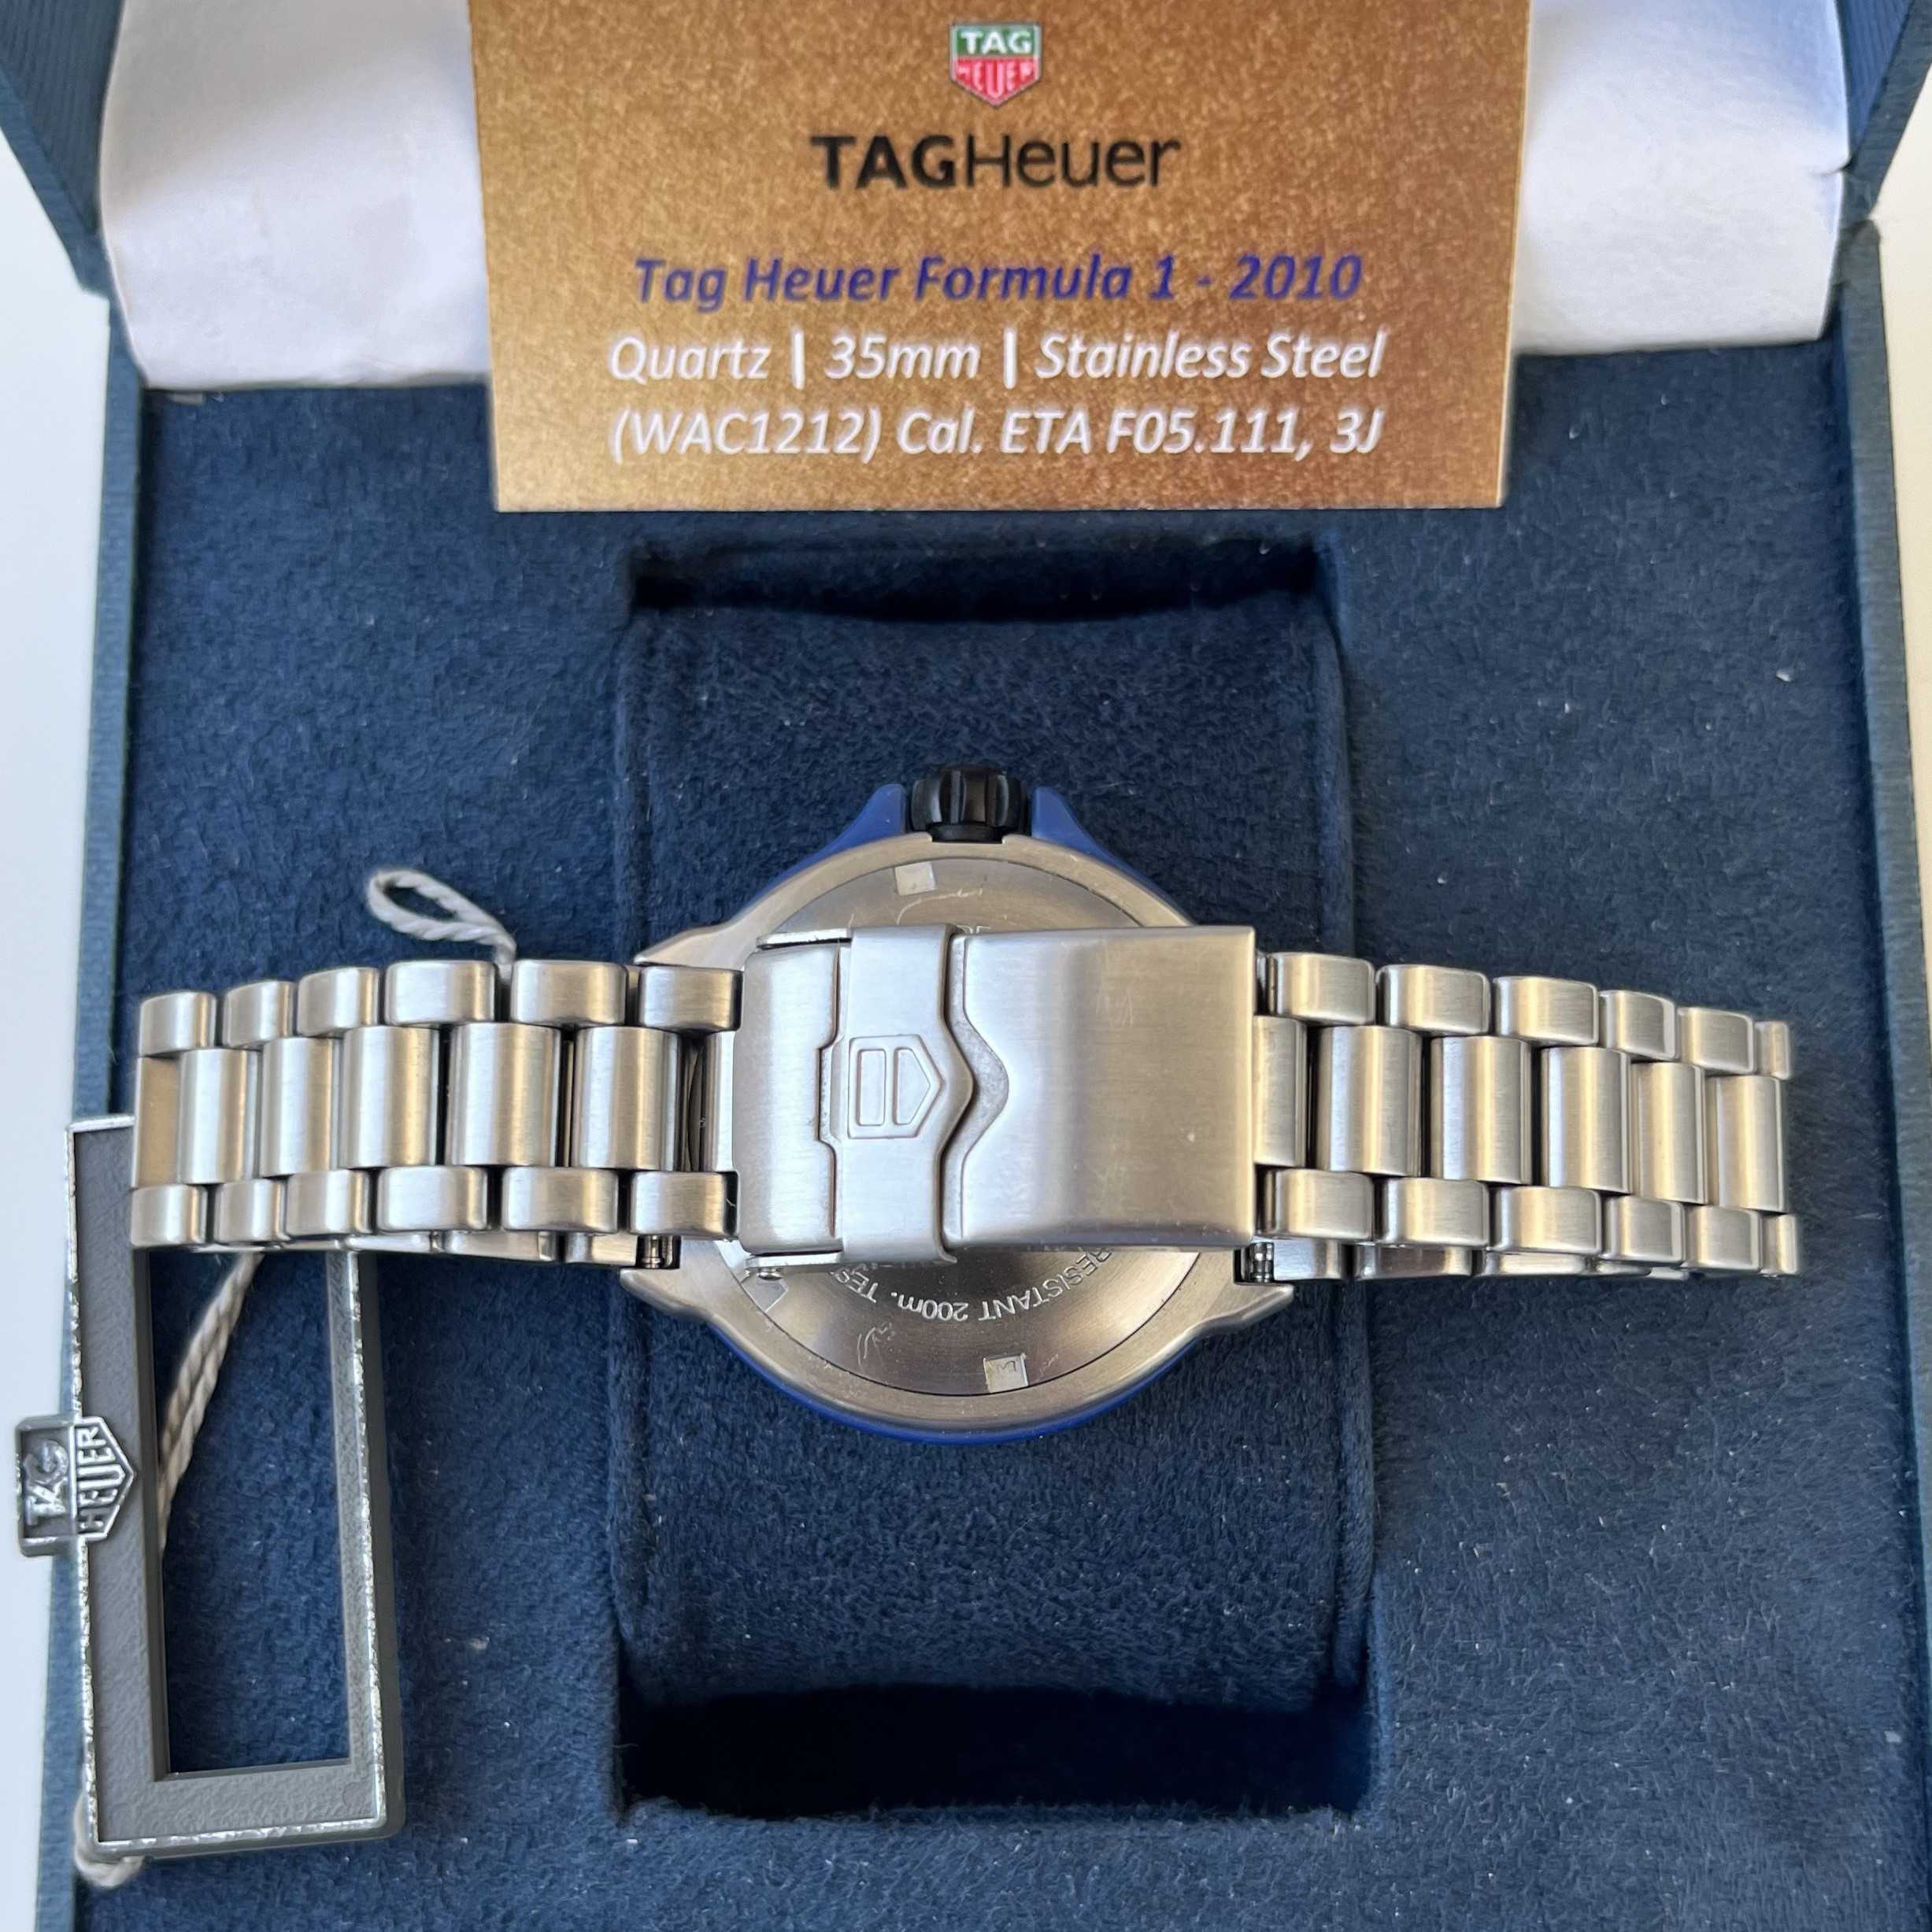 TAG
HEUER
TAGHeuer
Tag Heuer Formula 1 - 2010
Quartz | 35mm | Stainless Steel
(WAC1212) Cal. ETA F05.111, 3J
RESISTANT 200m.
TAG
HEUER